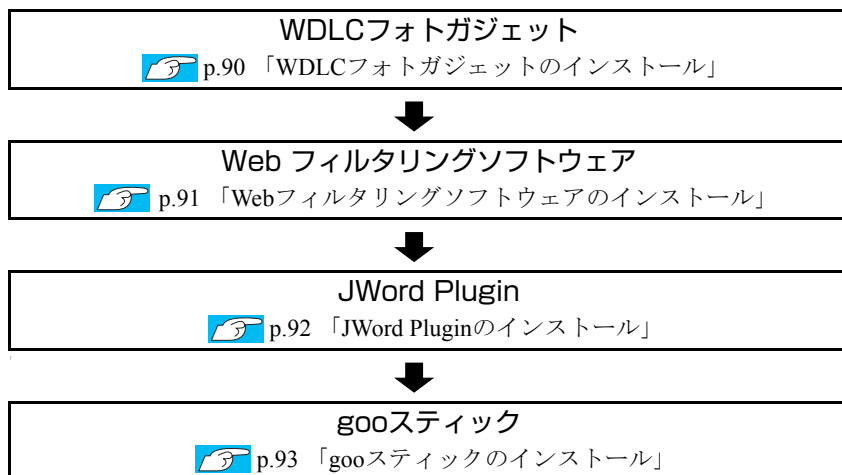 WDLCフォトガジェット
p.90 「WDLCフォトガジェットのインストール」
Web フィルタリングソフトウェア
p.91 「Webフィルタリングソフトウェアのインストール」
JWord Plugin
p.92 「JWord Pluginのインストール」
gooスティック
p.93 「gooスティックのインストール」